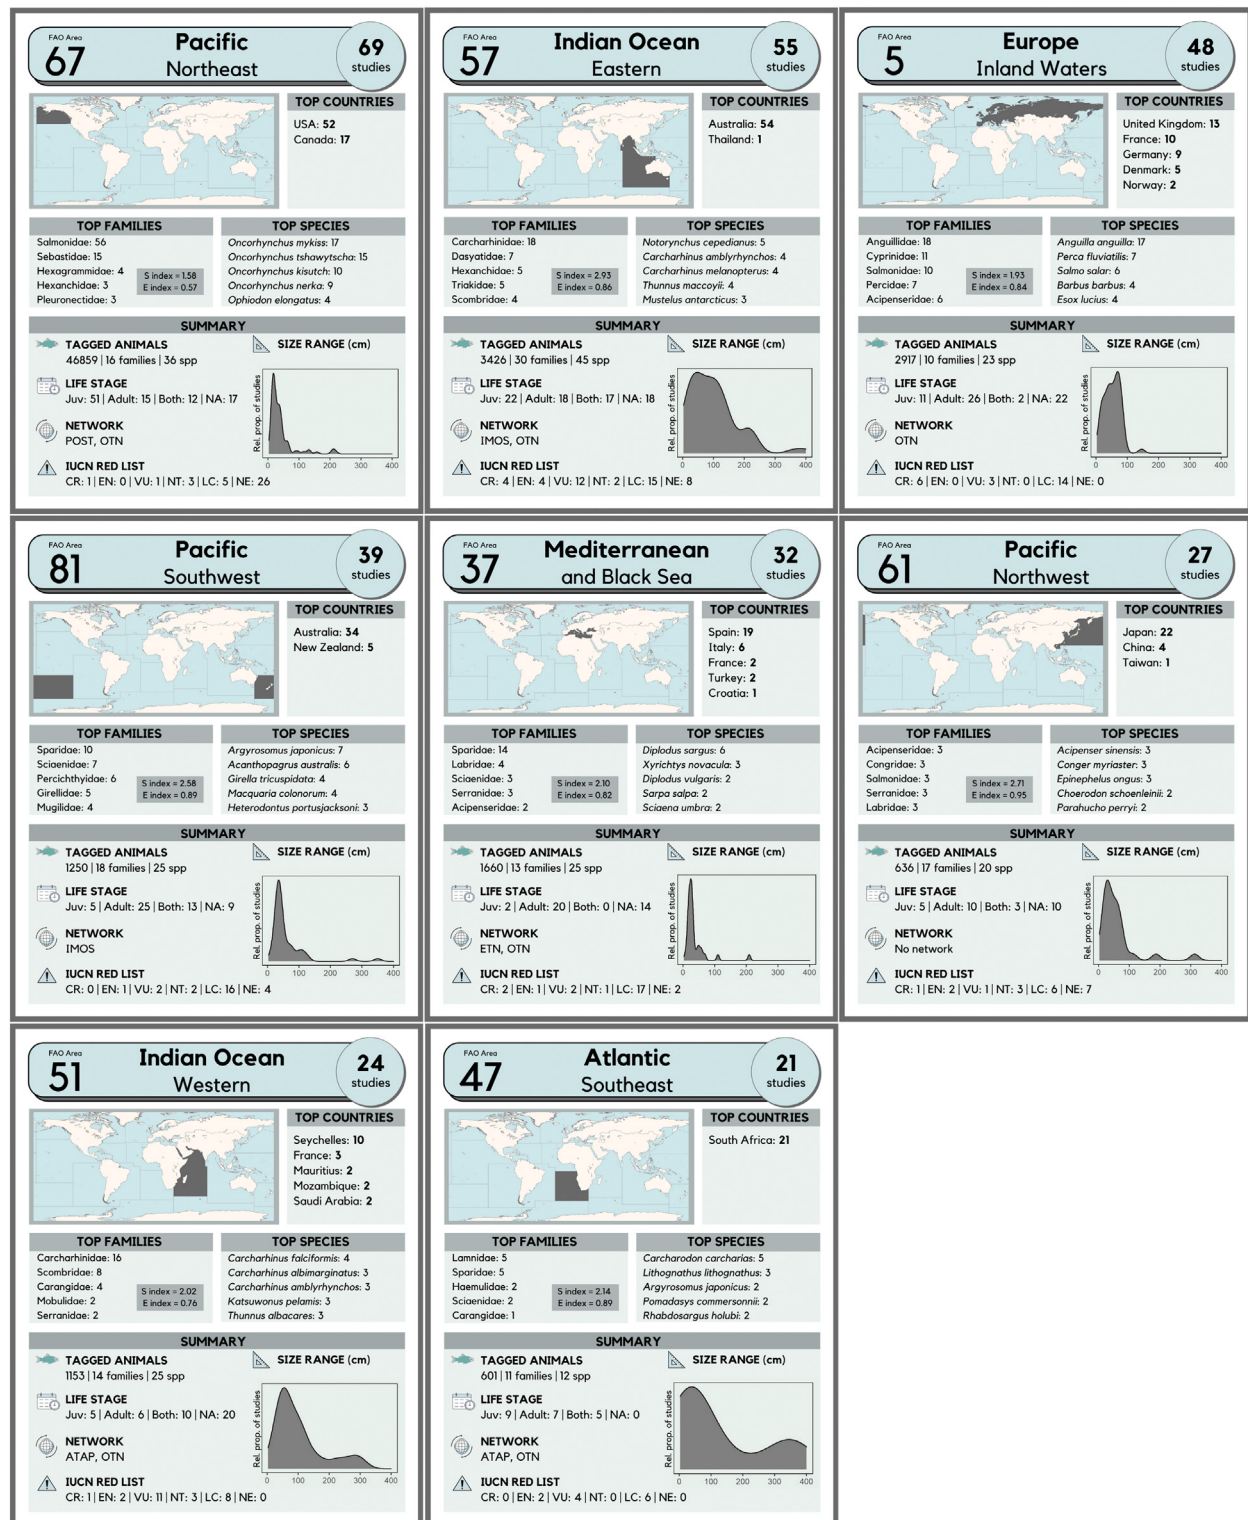 FAO Area
67
Pacific
Northeast
69
studies
TOP COUNTRIES
USA: 52
Canada: 17
TOP FAMILIES
Salmonidae: 56
Sebastidae: 15
Hexagrammidae: 4
Hexanchidae: 3
Pleuronectidae: 3
S index = 1.58
E index = 0.57
TOP SPECIES
Oncorhynchus mykiss: 17
Oncorhynchus tshawytscha: 15
Oncorhynchus kisutch: 10
Oncorhynchus nerka: 9
Ophiodon elongatus: 4
SUMMARY
TAGGED ANIMALS
46859 | 16 families | 36 spp
LIFE STAGE
Juv: 51 | Adult: 15 | Both: 12 | NA: 17
NETWORK
POST, OTN
IUCN RED LIST
CR: 1 | EN: 0 | VU: 1 | NT: 3 | LC: 5 | NE: 26
SIZE RANGE (cm)
Rel. prop. of studies
0 100 200 300 400
FAO Area
57
Indian Ocean
Eastern
55
studies
TOP COUNTRIES
Australia: 54
Thailand: 1
TOP FAMILIES
Carcharhinidae: 18
Dasyatidae: 7
Hexanchidae: 5
Triakidae: 5
Scombridae: 4
S index = 2.93
E index = 0.86
TOP SPECIES
Notorynchus cepedianus: 5
Carcharhinus amblyrhynchos: 4
Carcharhinus melanopterus: 4
Thunnus maccoyii: 4
Mustelus antarcticus: 3
SUMMARY
TAGGED ANIMALS
3426 | 30 families | 45 spp
LIFE STAGE
Juv: 22 | Adult: 18 | Both: 17 | NA: 18
NETWORK
IMOS, OTN
IUCN RED LIST
CR: 4 | EN: 4 | VU: 12 | NT: 2 | LC: 15 | NE: 8
SIZE RANGE (cm)
Rel. prop. of studies
0 100 200 300 400
FAO Area
5
Europe
Inland Waters
48
studies
TOP COUNTRIES
United Kingdom: 13
France: 10
Germany: 9
Denmark: 5
Norway: 2
TOP FAMILIES
Anguillidae: 18
Cyprinidae: 11
Salmonidae: 10
Percidae: 7
Acipenseridae: 6
S index = 1.93
E index = 0.84
TOP SPECIES
Anguilla anguilla: 17
Perca fluviatilis: 7
Salmo salar: 6
Barbus barbus: 4
Esox lucius: 4
SUMMARY
TAGGED ANIMALS
2917 | 10 families | 23 spp
LIFE STAGE
Juv: 11 | Adult: 26 | Both: 2 | NA: 22
NETWORK
OTN
IUCN RED LIST
CR: 6 | EN: 0 | VU: 3 | NT: 0 | LC: 14 | NE: 0
SIZE RANGE (cm)
Rel. prop. of studies
0 100 200 300 400
FAO Area
81
Pacific
Southwest
39
studies
TOP COUNTRIES
Australia: 34
New Zealand: 5
TOP FAMILIES
Sparidae: 10
Sciaenidae: 7
Percichthyidae: 6
Girellidae: 5
Mugilidae: 4
S index = 2.58
E index = 0.89
TOP SPECIES
Argyrosomus japonicus: 7
Acanthopagrus australis: 6
Girella tricuspidata: 4
Macquaria colonorum: 4
Heterodontus portusjacksoni: 3
SUMMARY
TAGGED ANIMALS
1250 | 18 families | 25 spp
LIFE STAGE
Juv: 5 | Adult: 25 | Both: 13 | NA: 9
NETWORK
IMOS
IUCN RED LIST
CR: 0 | EN: 1 | VU: 2 | NT: 2 | LC: 16 | NE: 4
SIZE RANGE (cm)
Rel. prop. of studies
0 100 200 300 400
FAO Area
37
Mediterranean
and Black Sea
32
studies
TOP COUNTRIES
Spain: 19
Italy: 6
France: 2
Turkey: 2
Croatia: 1
TOP FAMILIES
Sparidae: 14
Labridae: 4
Sciaenidae: 3
Serranidae: 3
Acipenseridae: 2
S index = 2.10
E index = 0.82
TOP SPECIES
Diplodus sargus: 6
Xyrichtys novacula: 3
Diplodus vulgaris: 2
Sarpa salpa: 2
Sciaena umbra: 2
SUMMARY
TAGGED ANIMALS
1660 | 13 families | 25 spp
LIFE STAGE
Juv: 2 | Adult: 20 | Both: 0 | NA: 14
NETWORK
ETN, OTN
IUCN RED LIST
CR: 2 | EN: 1 | VU: 2 | NT: 1 | LC: 17 | NE: 2
SIZE RANGE (cm)
Rel. prop. of studies
0 100 200 300 400
FAO Area
61
Pacific
Northwest
27
studies
TOP COUNTRIES
Japan: 22
China: 4
Taiwan: 1
TOP FAMILIES
Acipenseridae: 3
Congridae: 3
Salmonidae: 3
Serranidae: 3
Labridae: 3
S index = 2.71
E index = 0.95
TOP SPECIES
Acipenser sinensis: 3
Conger myriaster: 3
Epinephelus ongus: 3
Choerodon schoenleinii: 2
Parahucho perryi: 2
SUMMARY
TAGGED ANIMALS
636 | 17 families | 20 spp
LIFE STAGE
Juv: 5 | Adult: 10 | Both: 3 | NA: 10
NETWORK
No network
IUCN RED LIST
CR: 1 | EN: 2 | VU: 1 | NT: 3 | LC: 6 | NE: 7
SIZE RANGE (cm)
Rel. prop. of studies
0 100 200 300 400
FAO Area
51
Indian Ocean
Western
24
studies
TOP COUNTRIES
Seychelles: 10
France: 3
Mauritius: 2
Mozambique: 2
Saudi Arabia: 2
TOP FAMILIES
Carcharhinidae: 16
Scombridae: 8
Carangidae: 4
Mobulidae: 2
Serranidae: 2
S index = 2.02
E index = 0.76
TOP SPECIES
Carcharhinus falciformis: 4
Carcharhinus albimarginatus: 3
Carcharhinus amblyrhynchos: 3
Katsuwonus pelamis: 3
Thunnus albacares: 3
SUMMARY
TAGGED ANIMALS
1153 | 14 families | 25 spp
LIFE STAGE
Juv: 5 | Adult: 6 | Both: 10 | NA: 20
NETWORK
ATAP, OTN
IUCN RED LIST
CR: 1 | EN: 2 | VU: 11 | NT: 3 | LC: 8 | NE: 0
SIZE RANGE (cm)
Rel. prop. of studies
0 100 200 300 400
FAO Area
47
Atlantic
Southeast
21
studies
TOP COUNTRIES
South Africa: 21
TOP FAMILIES
Lamnidae: 5
Sparidae: 5
Haemulidae: 2
Sciaenidae: 2
Carangidae: 1
S index = 2.14
E index = 0.89
TOP SPECIES
Carcharodon carcharias: 5
Lithognathus lithognathus: 3
Argyrosomus japonicus: 2
Pomadasys commersonnii: 2
Rhabdosargus holubi: 2
SUMMARY
TAGGED ANIMALS
601 | 11 families | 12 spp
LIFE STAGE
Juv: 9 | Adult: 7 | Both: 5 | NA: 0
NETWORK
ATAP, OTN
IUCN RED LIST
CR: 0 | EN: 2 | VU: 4 | NT: 0 | LC: 6 | NE: 0
SIZE RANGE (cm)
Rel. prop. of studies
0 100 200 300 400